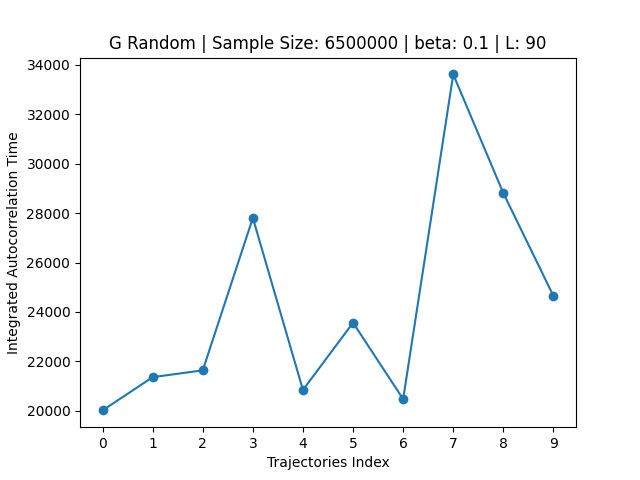 G Random | Sample Size: 6500000 | beta: 0.1 | L: 90
Integrated Autocorrelation Time
34000
32000
30000
28000
26000
24000
22000
20000
0 1 2 3 4 5 6 7 8 9
Trajectories Index